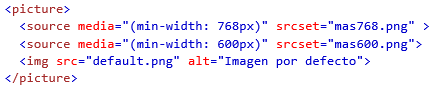 <picture>
<source media="(min-width: 768px)" srcset="mas768.png" >
<source media="(min-width: 600px)" srcset="mas600.png">
<img src="default.png" alt="Imagen por defecto">
</picture>